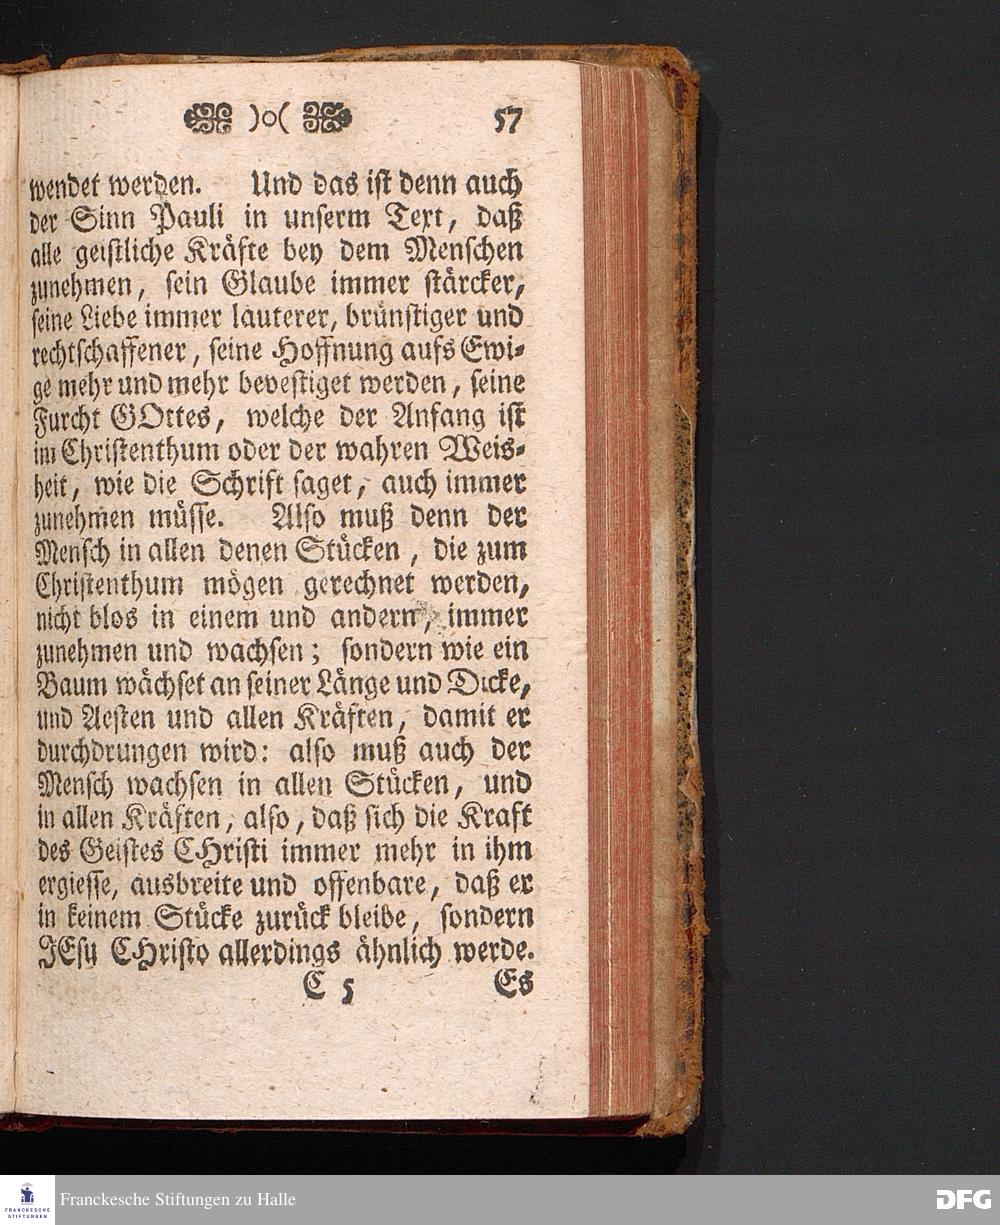 )o( 57
wendet werden. Und das ist denn auch
der Sinn Pauli in unserm Text, daß
alle geistliche Kräfte bey dem Menschen
zunehmen, sein Glaube immer stärcker,
seine Liebe immer lauterer, brünstiger und
rechtschaffener, seine Hoffnung aufs Ewi-
ge mehr und mehr bevestiget werden, seine
Furcht GOttes, welche der Anfang ist
im Christenthum oder der wahren Weis-
heit, wie die Schrift saget, auch immer
zunehmen müsse. Also muß denn der
Mensch in allen denen Stücken, die zum
Christenthum mögen gerechnet werden,
nicht blos in einem und andern, immer
zunehmen und wachsen; sondern wie ein
Baum wächset an seiner Länge und Dicke,
und Aesten und allen Kräften, damit er
durchdrungen wird: also muß auch der
Mensch wachsen in allen Stücken, und
in allen Kräften, also, daß sich die Kraft
des Geistes CHristi immer mehr in ihm
ergiesse, ausbreite und offenbare, daß er
in keinem Stücke zurück bleibe, sondern
JEsu CHristo allerdings ähnlich werde.
C 5 Es
FRANCKESCHE STIFTUNGEN
Franckesche Stiftungen zu Halle
DFG